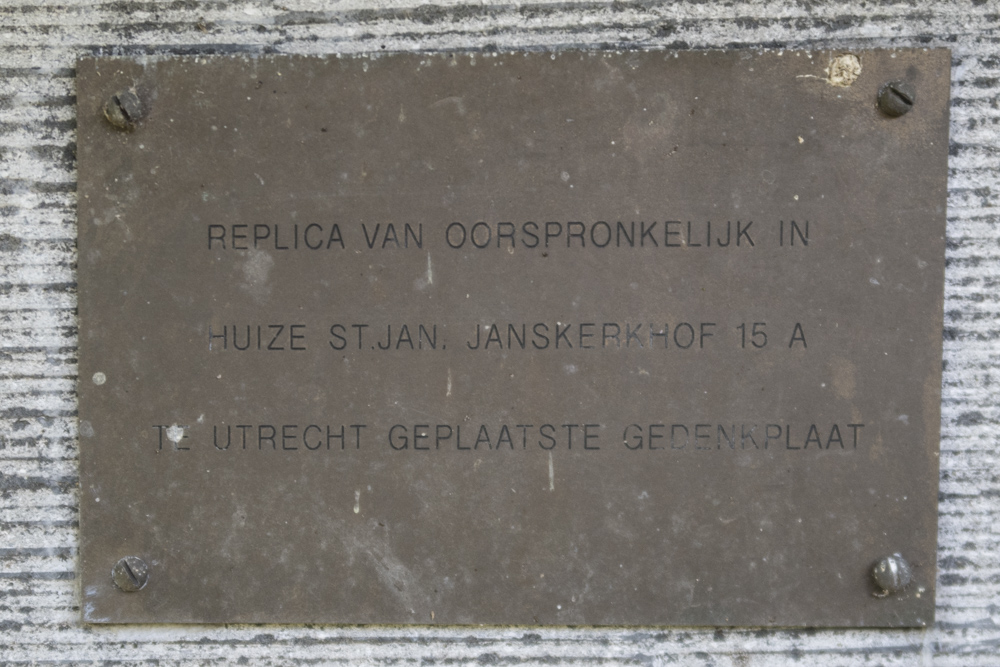 REPLICA VAN OORSPRONKELIJK IN
HUIZE ST.JAN, JANSKERKHOF 15 A
TE UTRECHT GEPLAATSTE GEDENKPLAAT